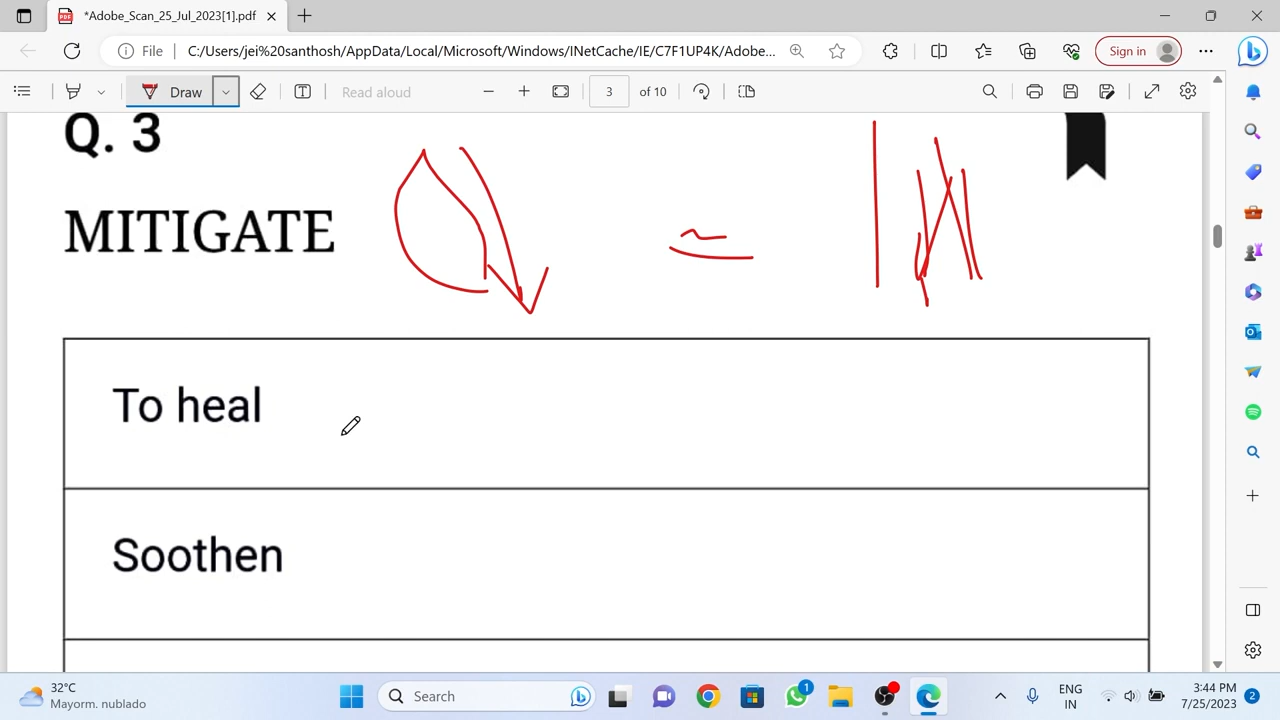 *Adobe_Scan_25_Jul_2023[1].pdf
File
C:/Users/jei%20santhosh/AppData/Local/Microsoft/Windows/INetCache/IE/C7F1UP4K/Adobe...
Sign in
Draw
Read aloud
3 of 10
Q. 3
MITIGATE
To heal
Soothen
32°C
Mayorm. nublado
Search
1
ENG
IN
3:44 PM
7/25/2023
2